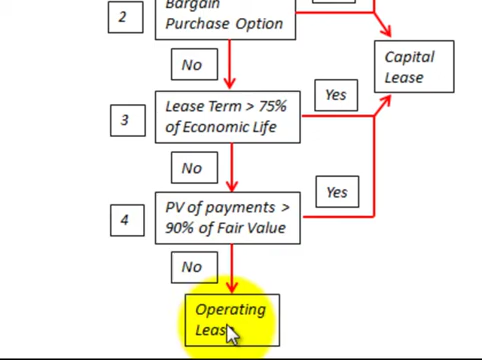 Bargain
2
Purchase Option
No
Capital
Lease
Lease Term > 75%
Yes
3
of Economic Life
No
PV of payments >
Yes
4
90% of Fair Value
No
Operating
Lease